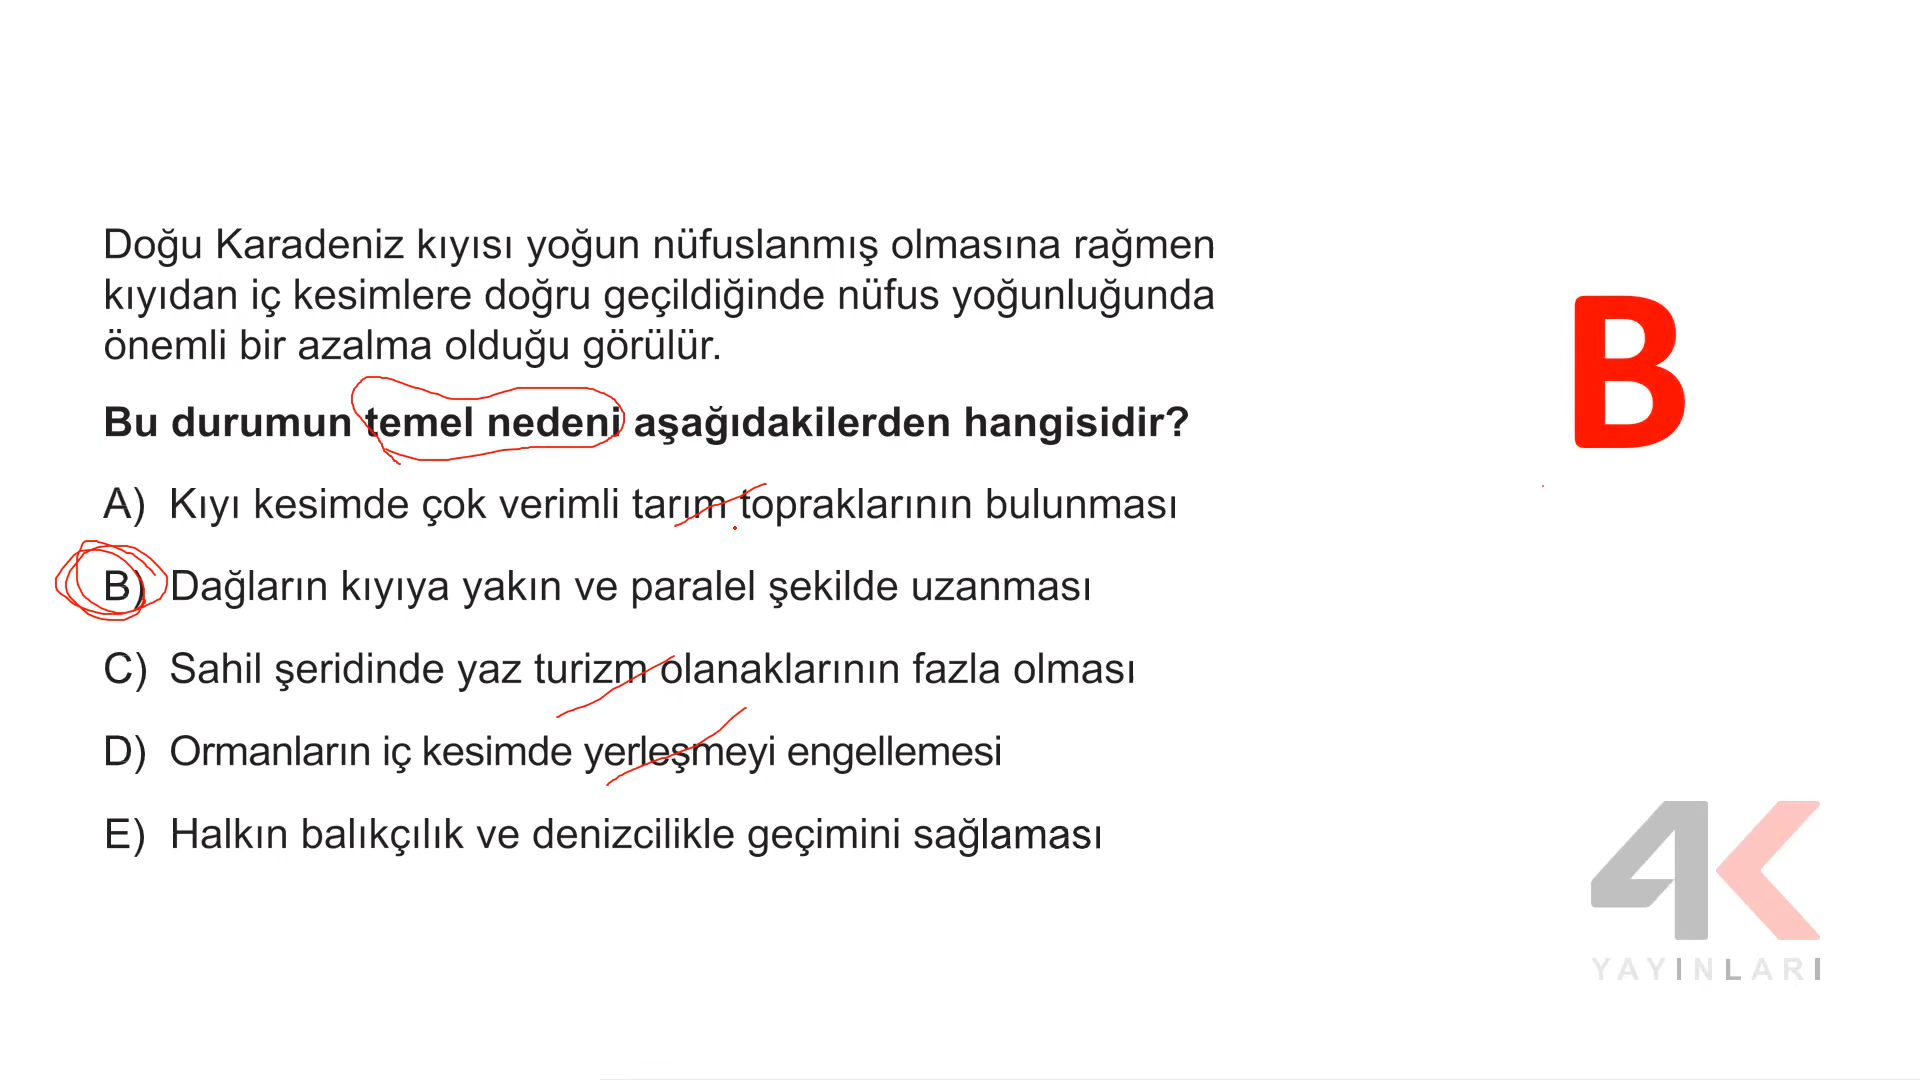 Doğu Karadeniz kıyısı yoğun nüfuslanmış olmasına rağmen
kıyıdan iç kesimlere doğru geçildiğinde nüfus yoğunluğunda
önemli bir azalma olduğu görülür.
Bu durumun temel nedeni aşağıdakilerden hangisidir?
A) Kıyı kesimde çok verimli tarım topraklarının bulunması
B) Dağların kıyıya yakın ve paralel şekilde uzanması
C) Sahil şeridinde yaz turizm olanaklarının fazla olması
D) Ormanların iç kesimde yerleşmeyi engellemesi
E) Halkın balıkçılık ve denizcilikle geçimini sağlaması
B
4K
YAYINLARI